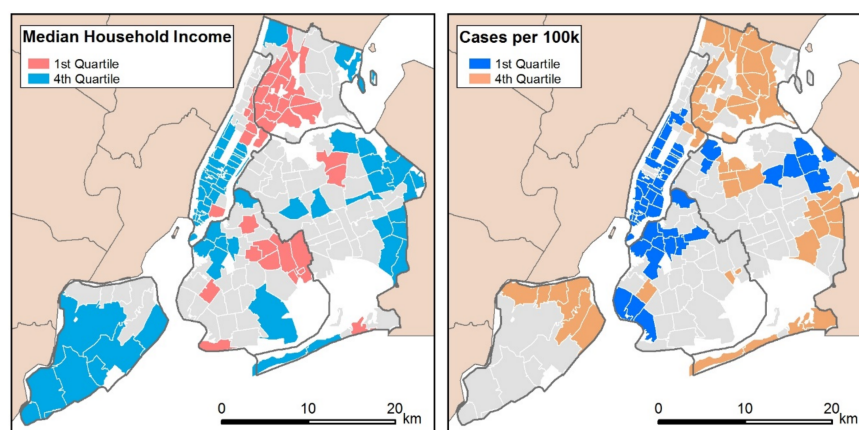 Median Household Income
1st Quartile
4th Quartile
0 10 20
km
Cases per 100k
1st Quartile
4th Quartile
0 10 20
km